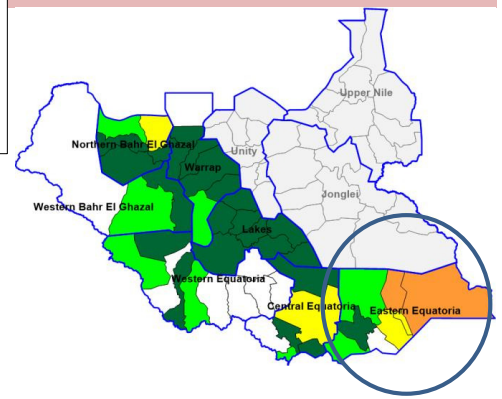 Upper Nile
Northern Bahr El Ghazal
Unity
Warrap
Jonglei
Western Bahr El Ghazal
Lakes
Western Equatoria
Central Equatoria
Eastern Equatoria